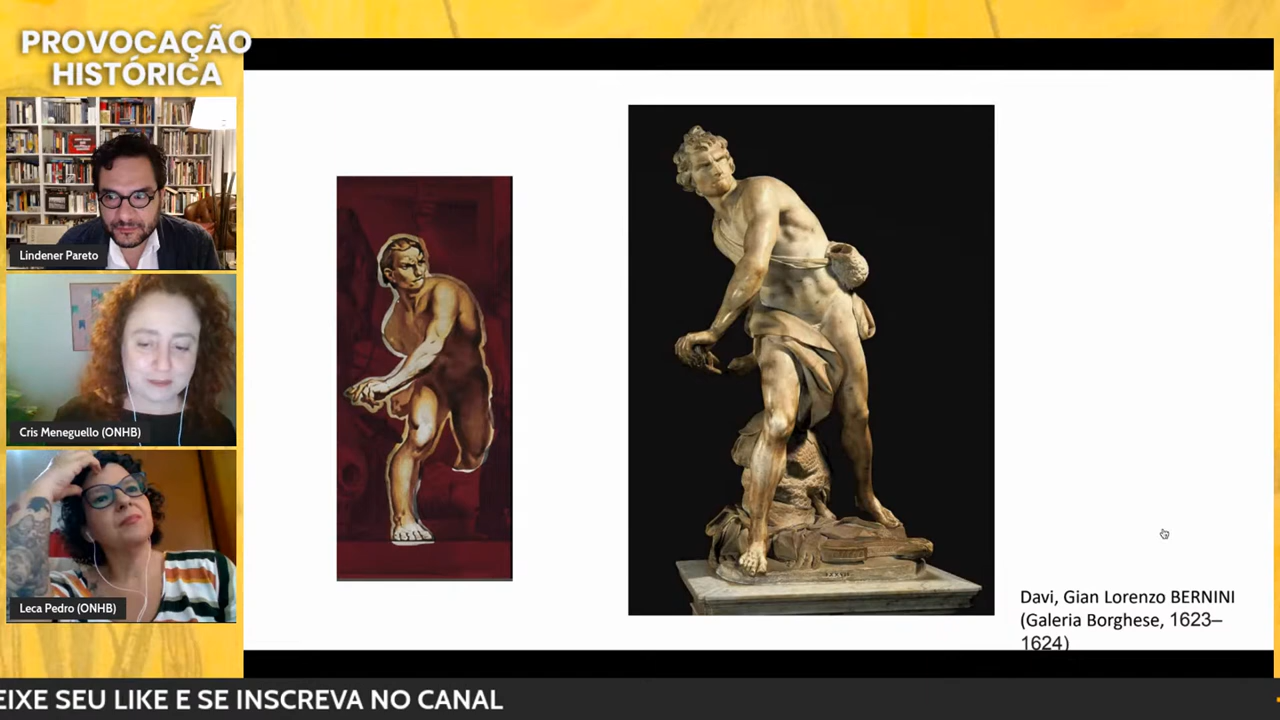 PROVOCAÇÃO
HISTÓRICA
Lindener Pareto
Cris Meneguello (ONHB)
Leca Pedro (ONHB)
Davi, Gian Lorenzo BERNINI
(Galeria Borghese, 1623–
1624)
EIXE SEU LIKE E SE INSCREVA NO CANAL